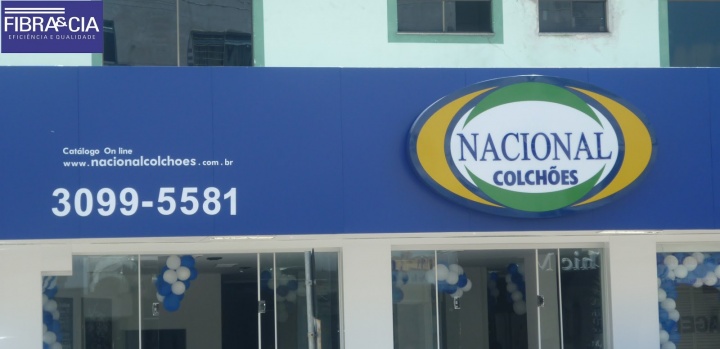 FIBRA&CIA
EFICIÊNCIA E QUALIDADE
Catálogo On line
www.nacionalcolchoes.com.br
3099-5581
NACIONAL
COLCHÕES